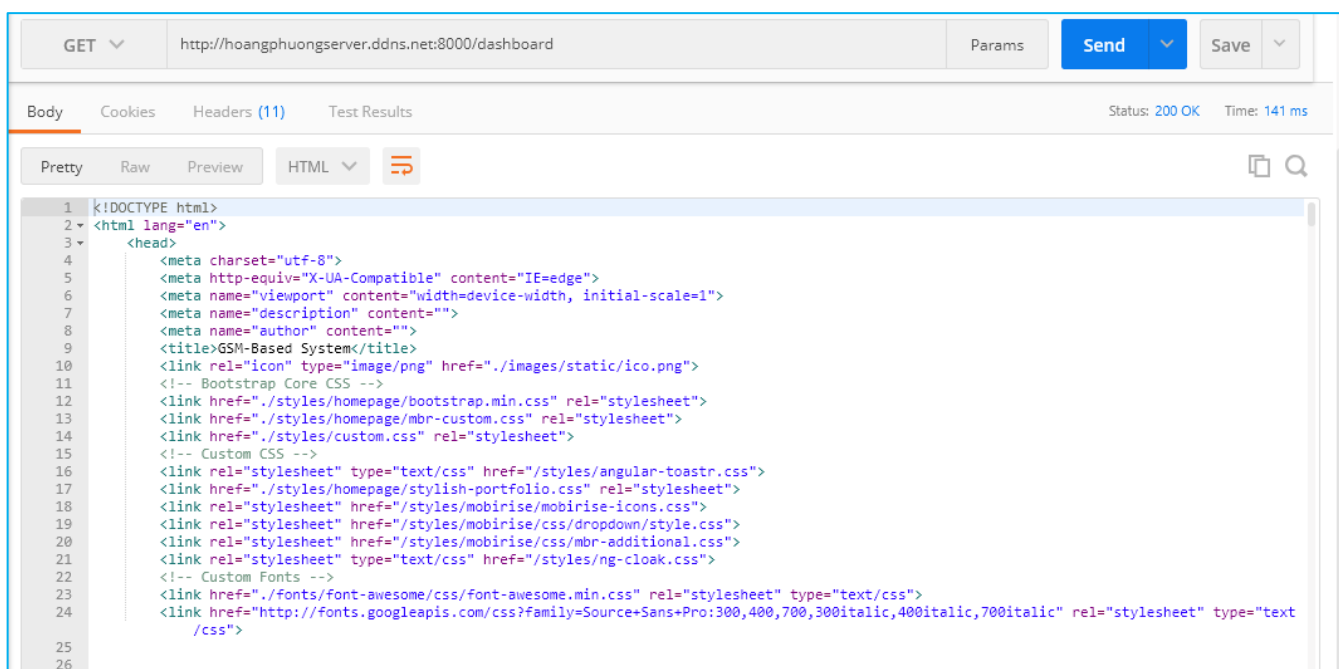 GET http://hoangphuongserver.ddns.net:8000/dashboard Params Send Save
Body Cookies Headers (11) Test Results Status: 200 OK Time: 141 ms
Pretty Raw Preview HTML
1 <!DOCTYPE html>
2 <html lang="en">
3 <head>
4 <meta charset="utf-8">
5 <meta http-equiv="X-UA-Compatible" content="IE=edge">
6 <meta name="viewport" content="width=device-width, initial-scale=1">
7 <meta name="description" content="">
8 <meta name="author" content="">
9 <title>GSM-Based System</title>
10 <link rel="icon" type="image/png" href="./images/static/ico.png">
11 <!-- Bootstrap Core CSS -->
12 <link href="./styles/homepage/bootstrap.min.css" rel="stylesheet">
13 <link href="./styles/homepage/mbr-custom.css" rel="stylesheet">
14 <link href="./styles/custom.css" rel="stylesheet">
15 <!-- Custom CSS -->
16 <link rel="stylesheet" type="text/css" href="/styles/angular-toastr.css">
17 <link href="./styles/homepage/stylish-portfolio.css" rel="stylesheet">
18 <link rel="stylesheet" href="/styles/mobirise/mobirise-icons.css">
19 <link rel="stylesheet" href="/styles/mobirise/css/dropdown/style.css">
20 <link rel="stylesheet" href="/styles/mobirise/css/mbr-additional.css">
21 <link rel="stylesheet" type="text/css" href="/styles/ng-cloak.css">
22 <!-- Custom Fonts -->
23 <link href="./fonts/font-awesome/css/font-awesome.min.css" rel="stylesheet" type="text/css">
24 <link href="http://fonts.googleapis.com/css?family=Source+Sans+Pro:300,400,700,300italic,400italic,700italic" rel="stylesheet" type="text
/css">
25
26